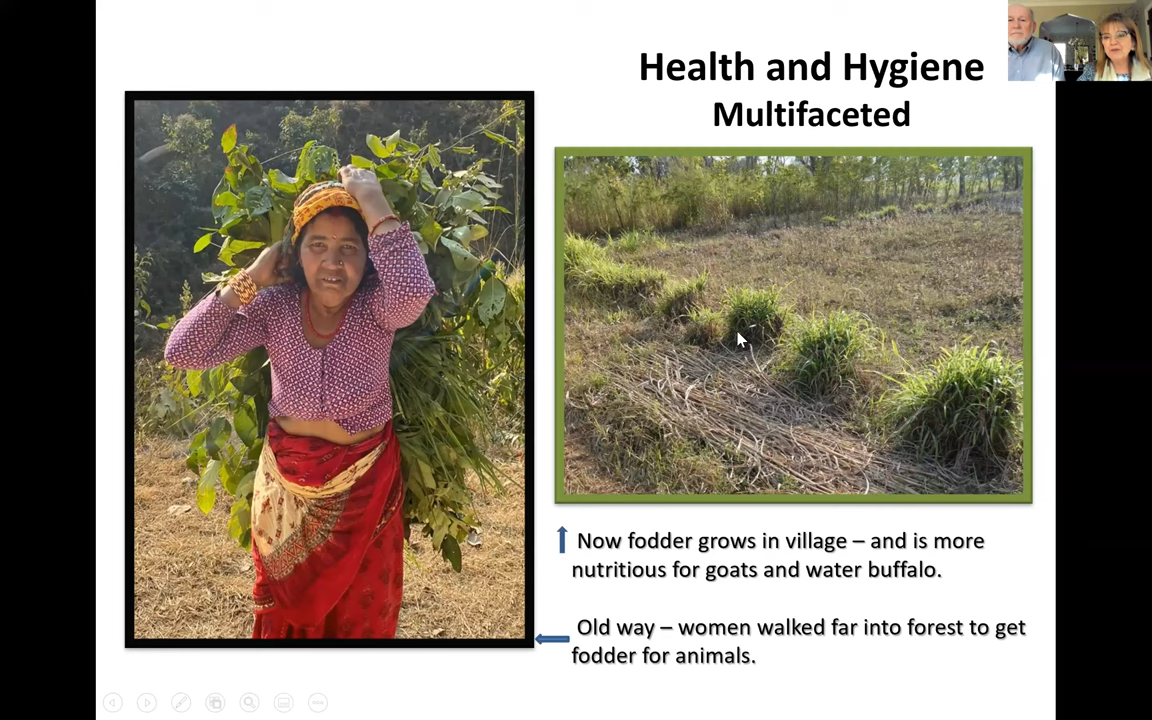 Health and Hygiene
Multifaceted
Now fodder grows in village – and is more
nutritious for goats and water buffalo.
Old way – women walked far into forest to get
fodder for animals.